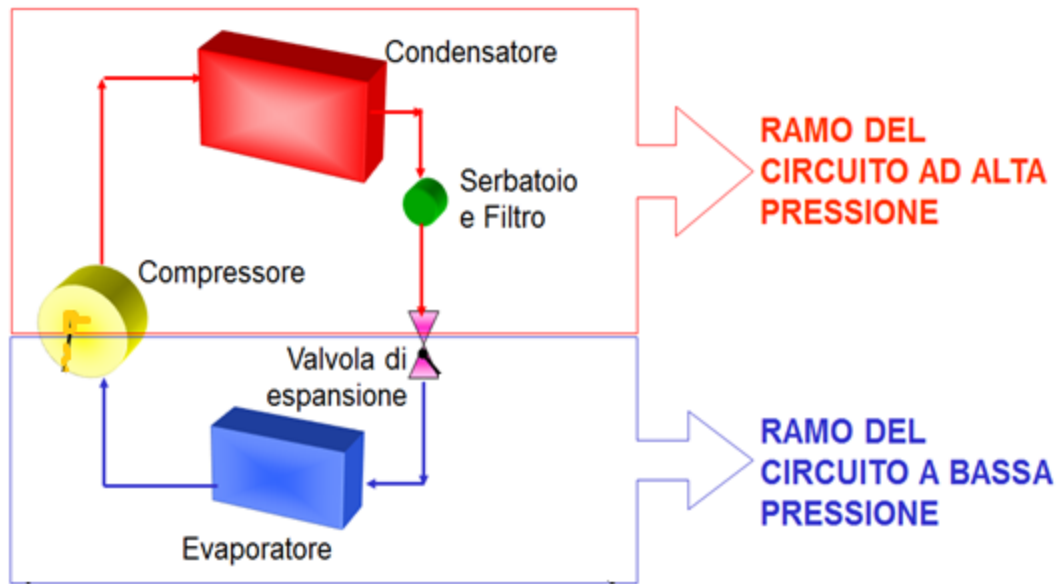 Condensatore
RAMO DEL
CIRCUITO AD ALTA
PRESSIONE
Serbatoio
e Filtro
Compressore
Valvola di
espansione
RAMO DEL
CIRCUITO A BASSA
PRESSIONE
Evaporatore